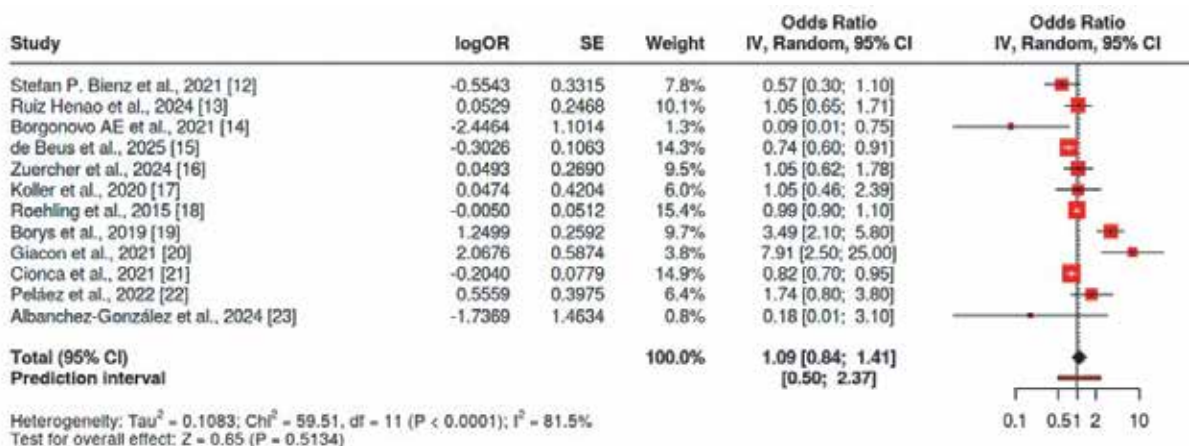 Odds Ratio Odds Ratio
Study logOR SE Weight IV, Random, 95% CI IV, Random, 95% CI
Stefan P. Bienz et al., 2021 [12] -0.5543 0.3315 7.8% 0.57 [0.30; 1.10]
Ruiz Henao et al., 2024 [13] 0.0529 0.2468 10.1% 1.05 [0.65; 1.71]
Borgonovo AE et al., 2021 [14] -2.4464 1.1014 1.3% 0.09 [0.01; 0.75]
de Beus et al., 2025 [15] -0.3026 0.1063 14.3% 0.74 [0.60; 0.91]
Zuercher et al., 2024 [16] 0.0493 0.2690 9.5% 1.05 [0.62; 1.78]
Koller et al., 2020 [17] 0.0474 0.4204 6.0% 1.05 [0.46; 2.39]
Roehling et al., 2015 [18] -0.0050 0.0512 15.4% 0.99 [0.90; 1.10]
Borys et al., 2019 [19] 1.2499 0.2592 9.7% 3.49 [2.10; 5.80]
Giacon et al., 2021 [20] 2.0676 0.5874 3.8% 7.91 [2.50; 25.00]
Cionca et al., 2021 [21] -0.2040 0.0779 14.9% 0.82 [0.70; 0.95]
Peláez et al., 2022 [22] 0.5559 0.3975 6.4% 1.74 [0.80; 3.80]
Albanchez-González et al., 2024 [23] -1.7369 1.4634 0.8% 0.18 [0.01; 3.10]
Total (95% CI) 100.0% 1.09 [0.84; 1.41]
Prediction interval [0.50; 2.37]
0.1 0.5 1 2 10
Heterogeneity: Tau² = 0.1083; Chi² = 59.51, df = 11 (P < 0.0001); I² = 81.5%
Test for overall effect: Z = 0.65 (P = 0.5134)